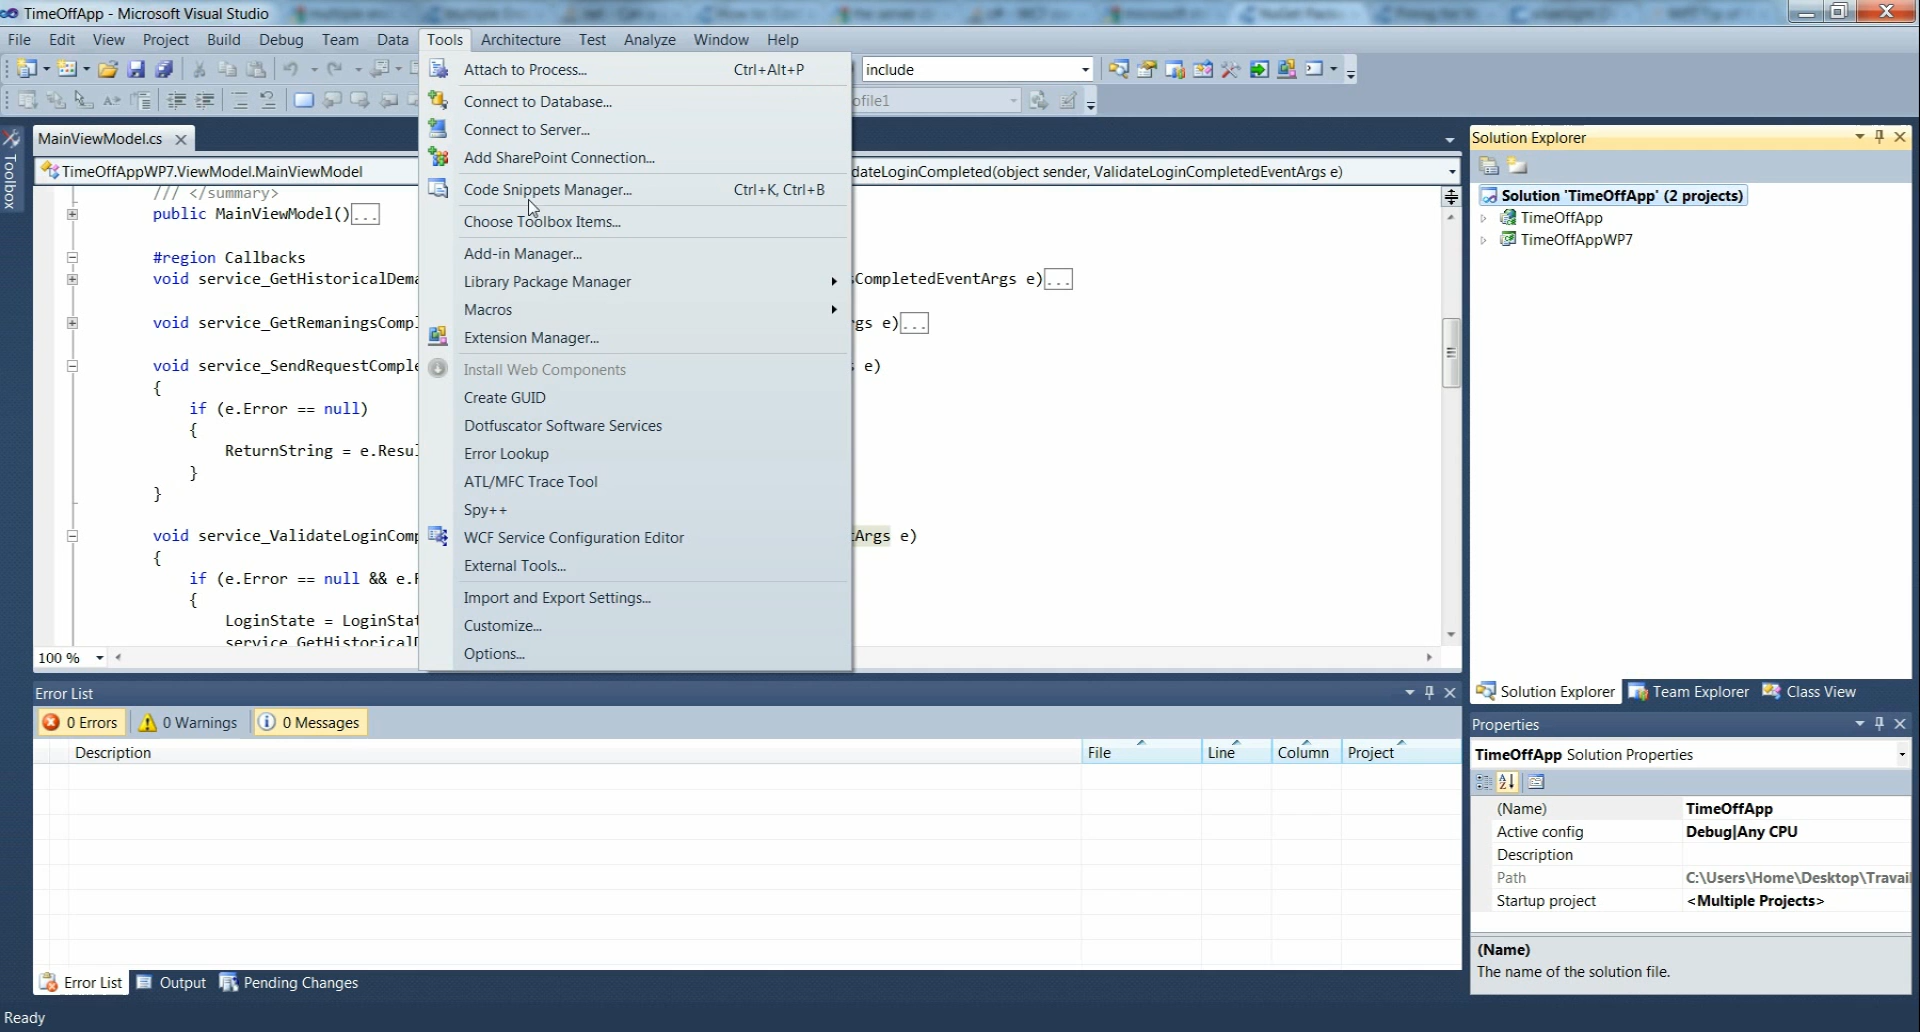 TimeOffApp - Microsoft Visual Studio
File Edit View Project Build Debug Team Data Tools Architecture Test Analyze Window Help
include
ofile1
Attach to Process... Ctrl+Alt+P
Connect to Database...
Connect to Server...
Add SharePoint Connection...
Code Snippets Manager... Ctrl+K, Ctrl+B
Choose Toolbox Items...
Add-in Manager...
Library Package Manager
Macros
Extension Manager...
Install Web Components
Create GUID
Dotfuscator Software Services
Error Lookup
ATL/MFC Trace Tool
Spy++
WCF Service Configuration Editor
External Tools...
Import and Export Settings...
Customize...
Options...
Toolbox
MainViewModel.cs
TimeOffAppWP7.ViewModel.MainViewModel
dateLoginCompleted(object sender, ValidateLoginCompletedEventArgs e)
/// </summary>
public MainViewModel()...
#region Callbacks
void service_GetHistoricalDema
CompletedEventArgs e)...
void service_GetRemaningsCompl
gs e)...
void service_SendRequestComple
e)
{
if (e.Error == null)
{
ReturnString = e.Resul
}
}
void service_ValidateLoginComp
Args e)
{
if (e.Error == null && e.R
{
LoginState = LoginStat
service GetHistoricalD
100 %
Solution Explorer
Solution 'TimeOffApp' (2 projects)
TimeOffApp
TimeOffAppWP7
Solution Explorer Team Explorer Class View
Error List
0 Errors 0 Warnings 0 Messages
Description File Line Column Project
Error List Output Pending Changes
Properties
TimeOffApp Solution Properties
(Name) TimeOffApp
Active config Debug|Any CPU
Description
Path C:\Users\Home\Desktop\Travai
Startup project <Multiple Projects>
(Name)
The name of the solution file.
Ready